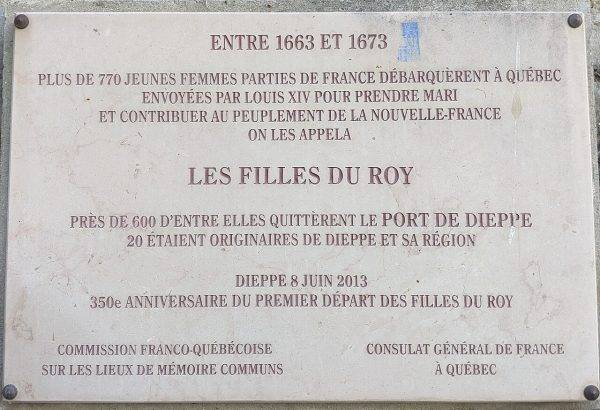 ENTRE 1663 ET 1673
PLUS DE 770 JEUNES FEMMES PARTIES DE FRANCE DÉBARQUÈRENT À QUÉBEC
ENVOYÉES PAR LOUIS XIV POUR PRENDRE MARI
ET CONTRIBUER AU PEUPLEMENT DE LA NOUVELLE-FRANCE
ON LES APPELA
LES FILLES DU ROY
PRÈS DE 600 D'ENTRE ELLES QUITTÈRENT LE PORT DE DIEPPE
20 ÉTAIENT ORIGINAIRES DE DIEPPE ET SA RÉGION
DIEPPE 8 JUIN 2013
350e ANNIVERSAIRE DU PREMIER DÉPART DES FILLES DU ROY
COMMISSION FRANCO-QUÉBÉCOISE
SUR LES LIEUX DE MÉMOIRE COMMUNS
CONSULAT GÉNÉRAL DE FRANCE
À QUÉBEC